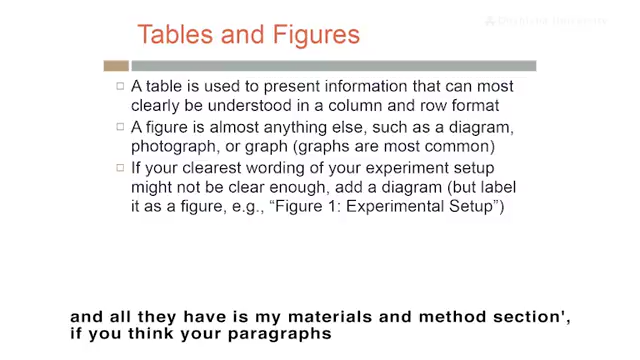 Tables and Figures
A table is used to present information that can most
clearly be understood in a column and row format
A figure is almost anything else, such as a diagram,
photograph, or graph (graphs are most common)
If your clearest wording of your experiment setup
might not be clear enough, add a diagram (but label
it as a figure, e.g., “Figure 1: Experimental Setup”)
and all they have is my materials and method section',
if you think your paragraphs